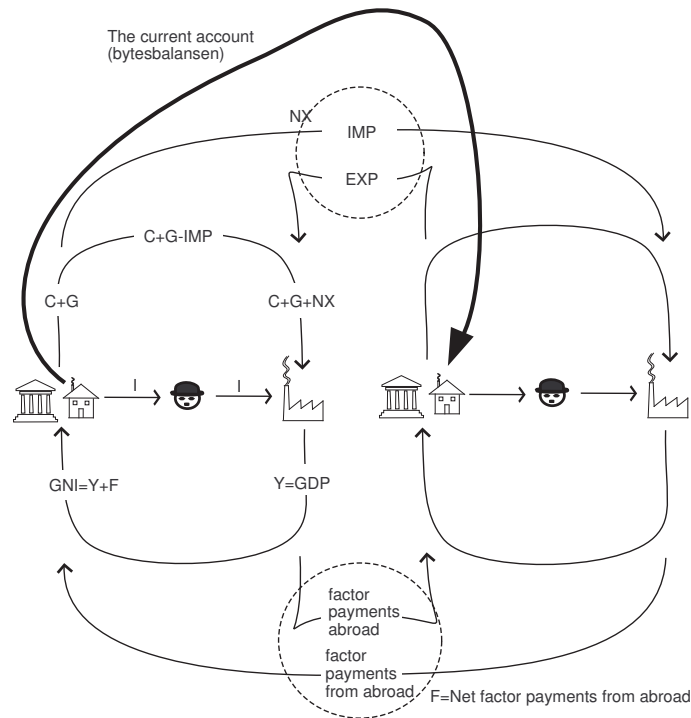 The current account
(bytesbalansen)
NX
IMP
EXP
C+G-IMP
C+G
C+G+NX
I
I
GNI=Y+F
Y=GDP
factor
payments
abroad
factor
payments
from abroad
F=Net factor payments from abroad